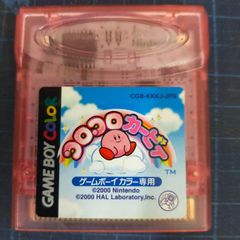 CGB-KKKJ-JPN
GAME BOY COLOR
コロコロカービィ
TM
ゲームボーイカラー専用
©2000 Nintendo
©2000 HAL Laboratory,Inc.